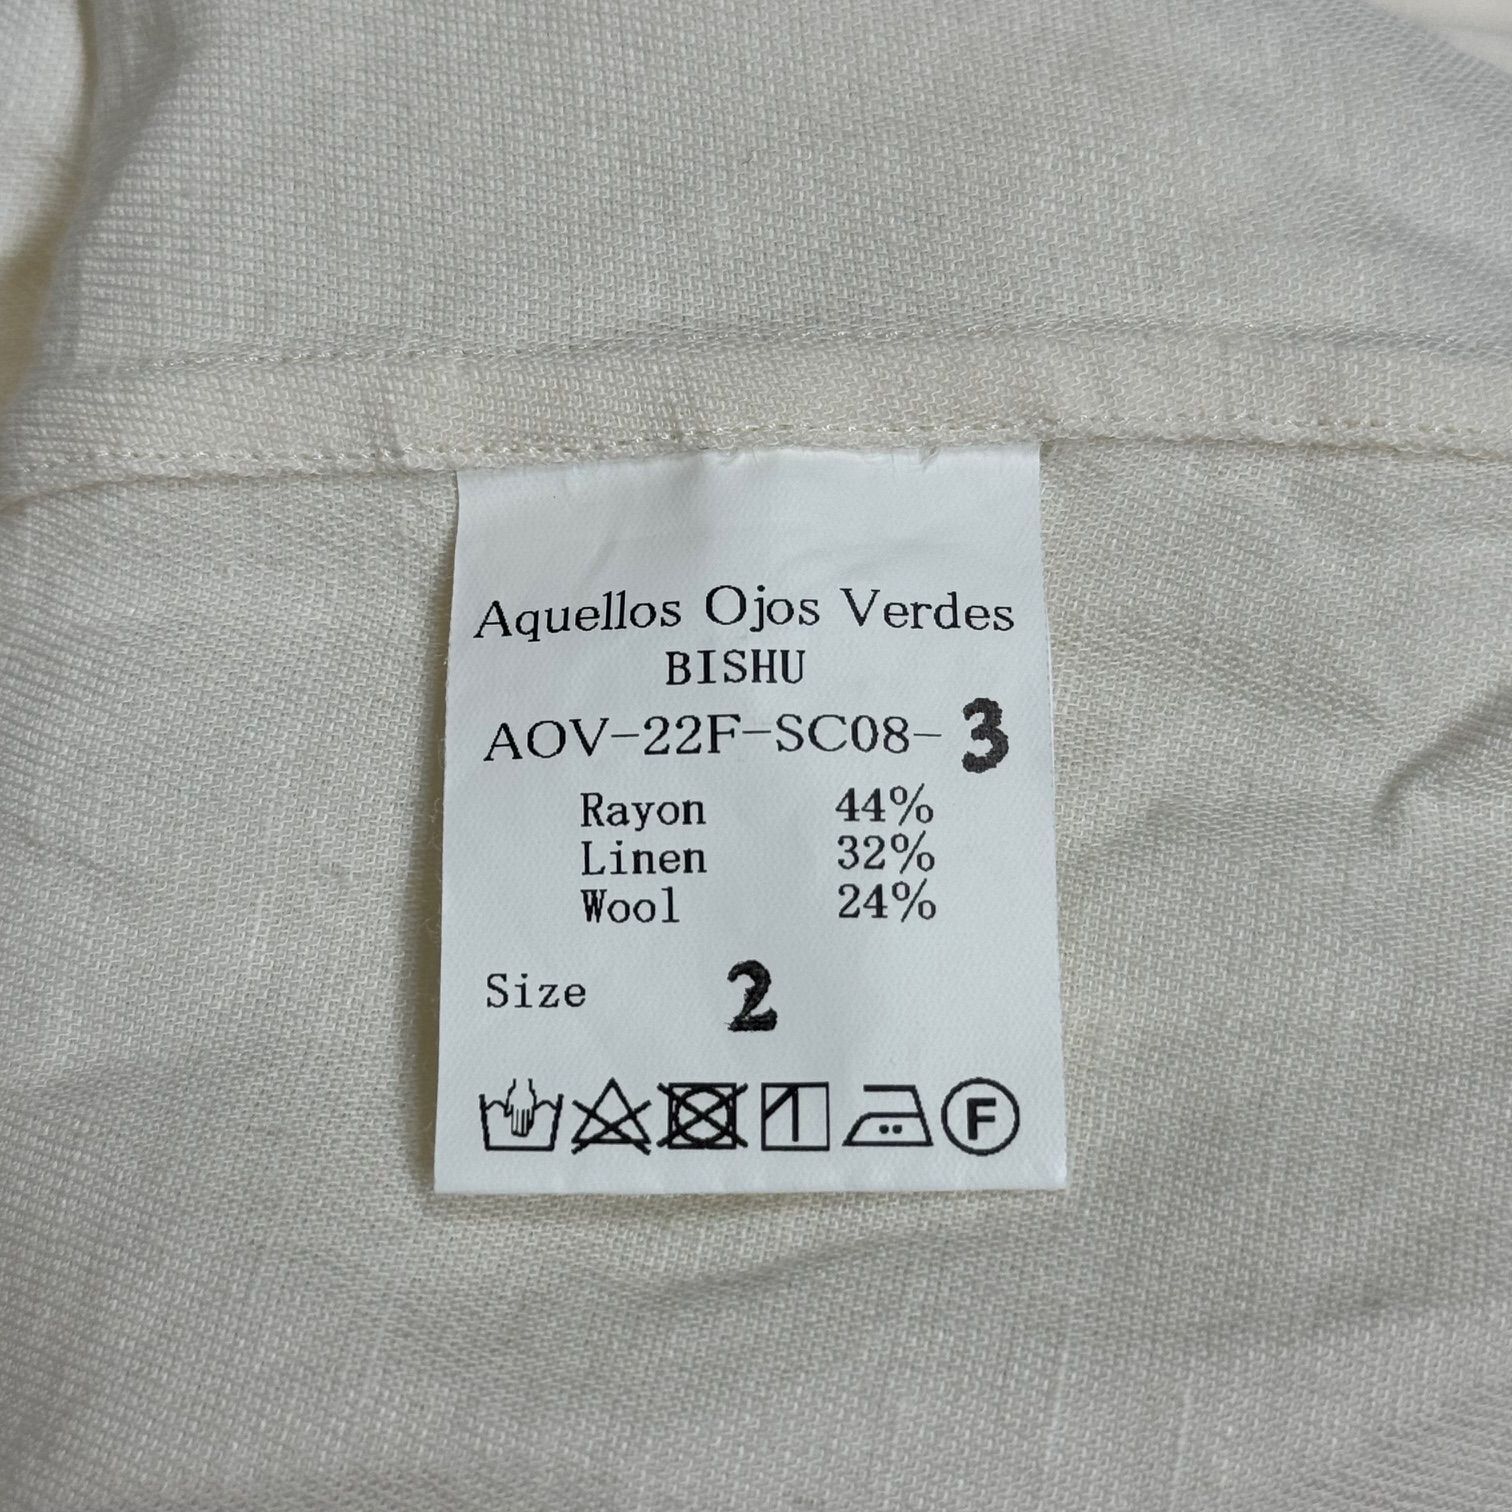 Aquellos Ojos Verdes
BISHU
AOV-22F-SC08-3
Rayon 44%
Linen 32%
Wool 24%
Size 2
F